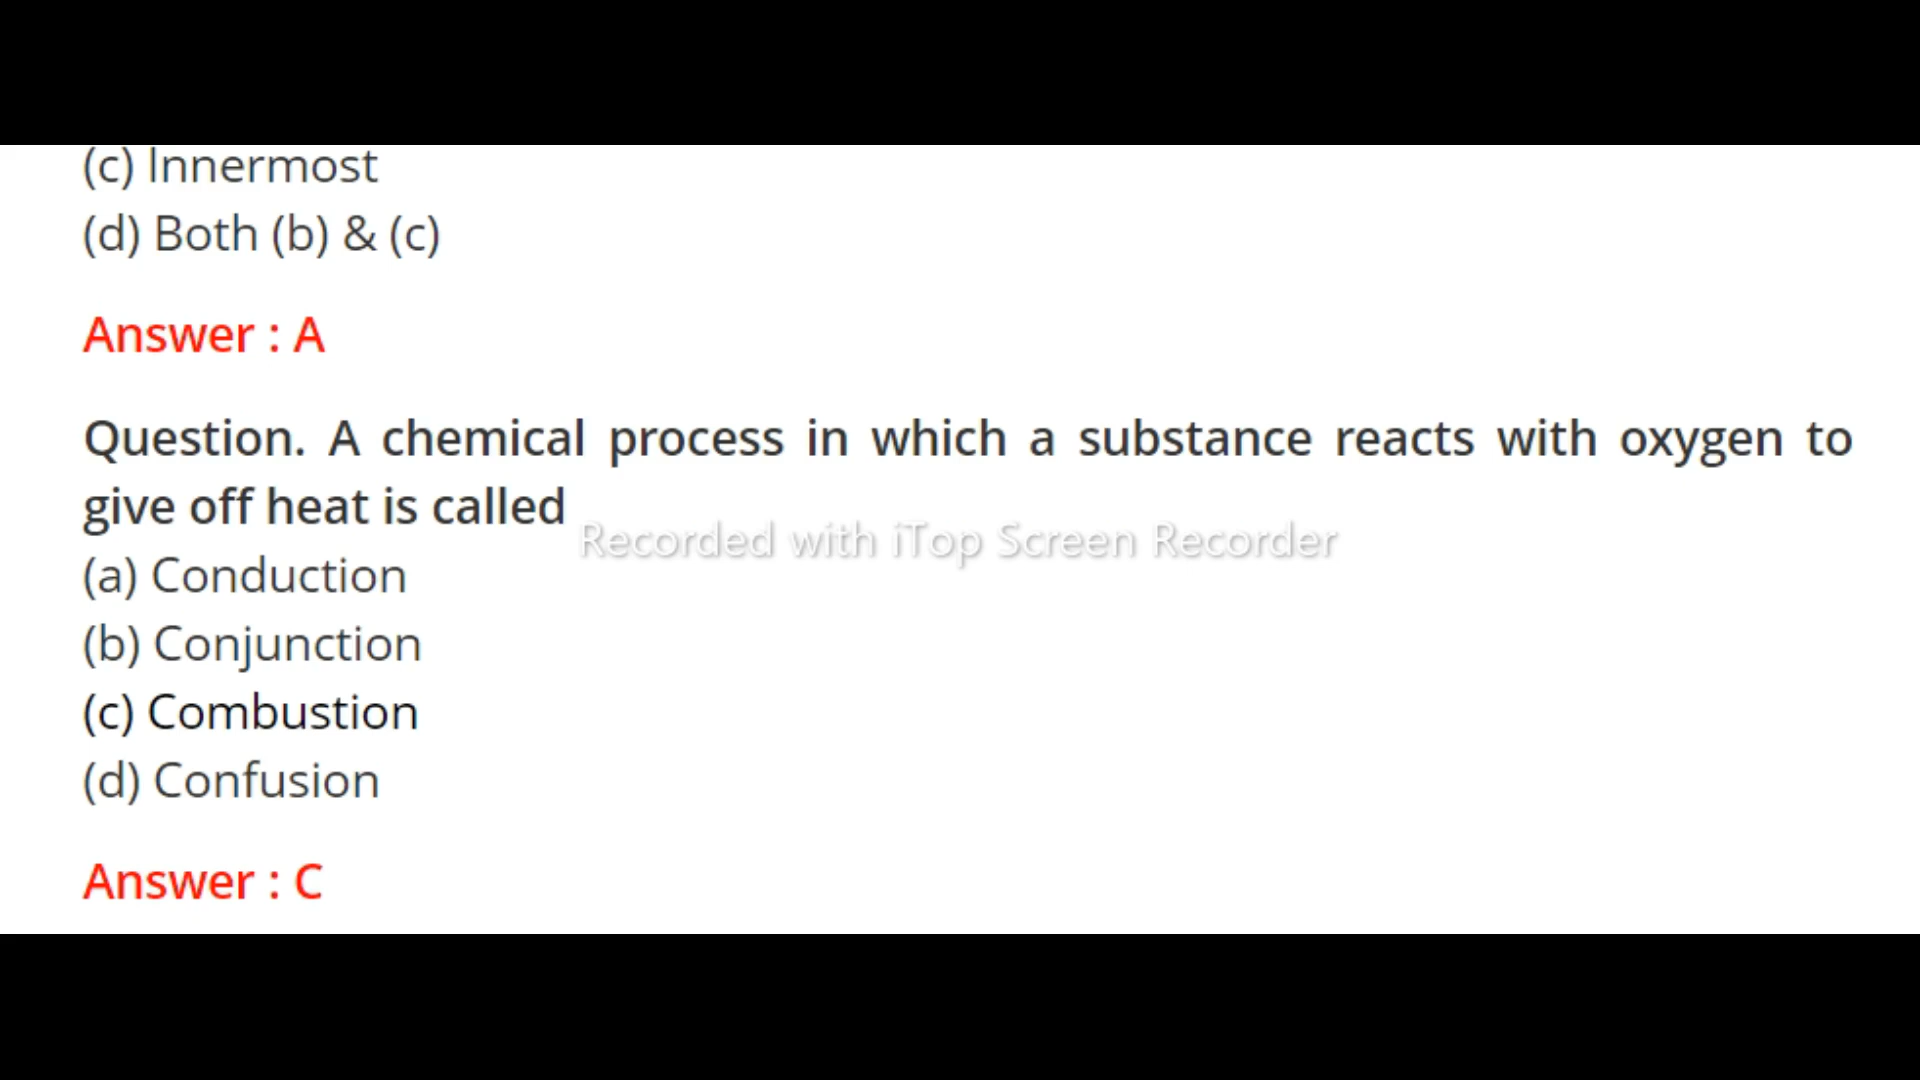 (c) Innermost
(d) Both (b) & (c)
Answer : A
Question. A chemical process in which a substance reacts with oxygen to
give off heat is called
Recorded with iTop Screen Recorder
(a) Conduction
(b) Conjunction
(c) Combustion
(d) Confusion
Answer : C